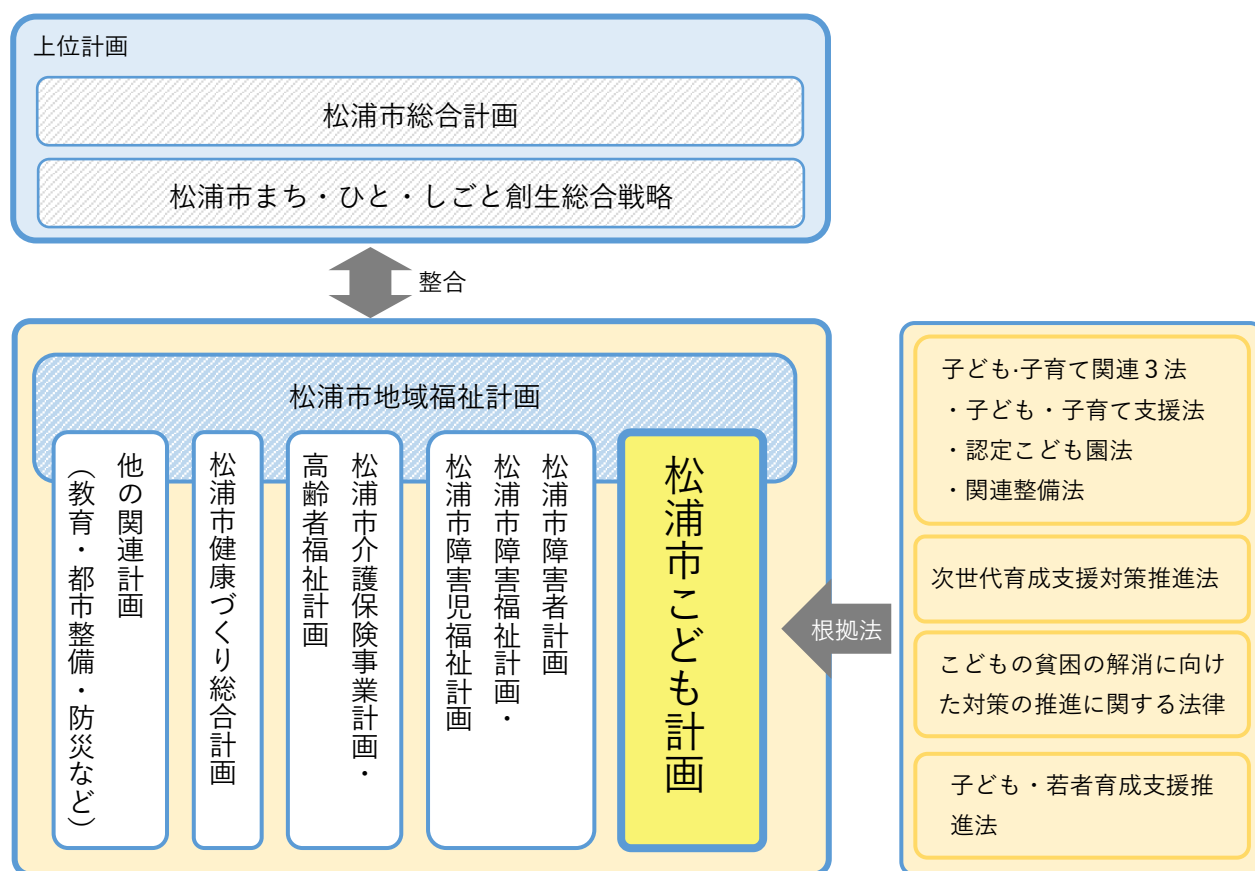 上位計画
松浦市総合計画
松浦市まち・ひと・しごと創生総合戦略
整合
松浦市地域福祉計画
松浦市こども計画
松浦市障害者計画
松浦市障害福祉計画・
松浦市障害児福祉計画
松浦市介護保険事業計画・
高齢者福祉計画
松浦市健康づくり総合計画
他の関連計画
（教育・都市整備・防災など）
根拠法
子ども·子育て関連３法
・子ども・子育て支援法
・認定こども園法
・関連整備法
次世代育成支援対策推進法
こどもの貧困の解消に向け
た対策の推進に関する法律
子ども・若者育成支援推
進法